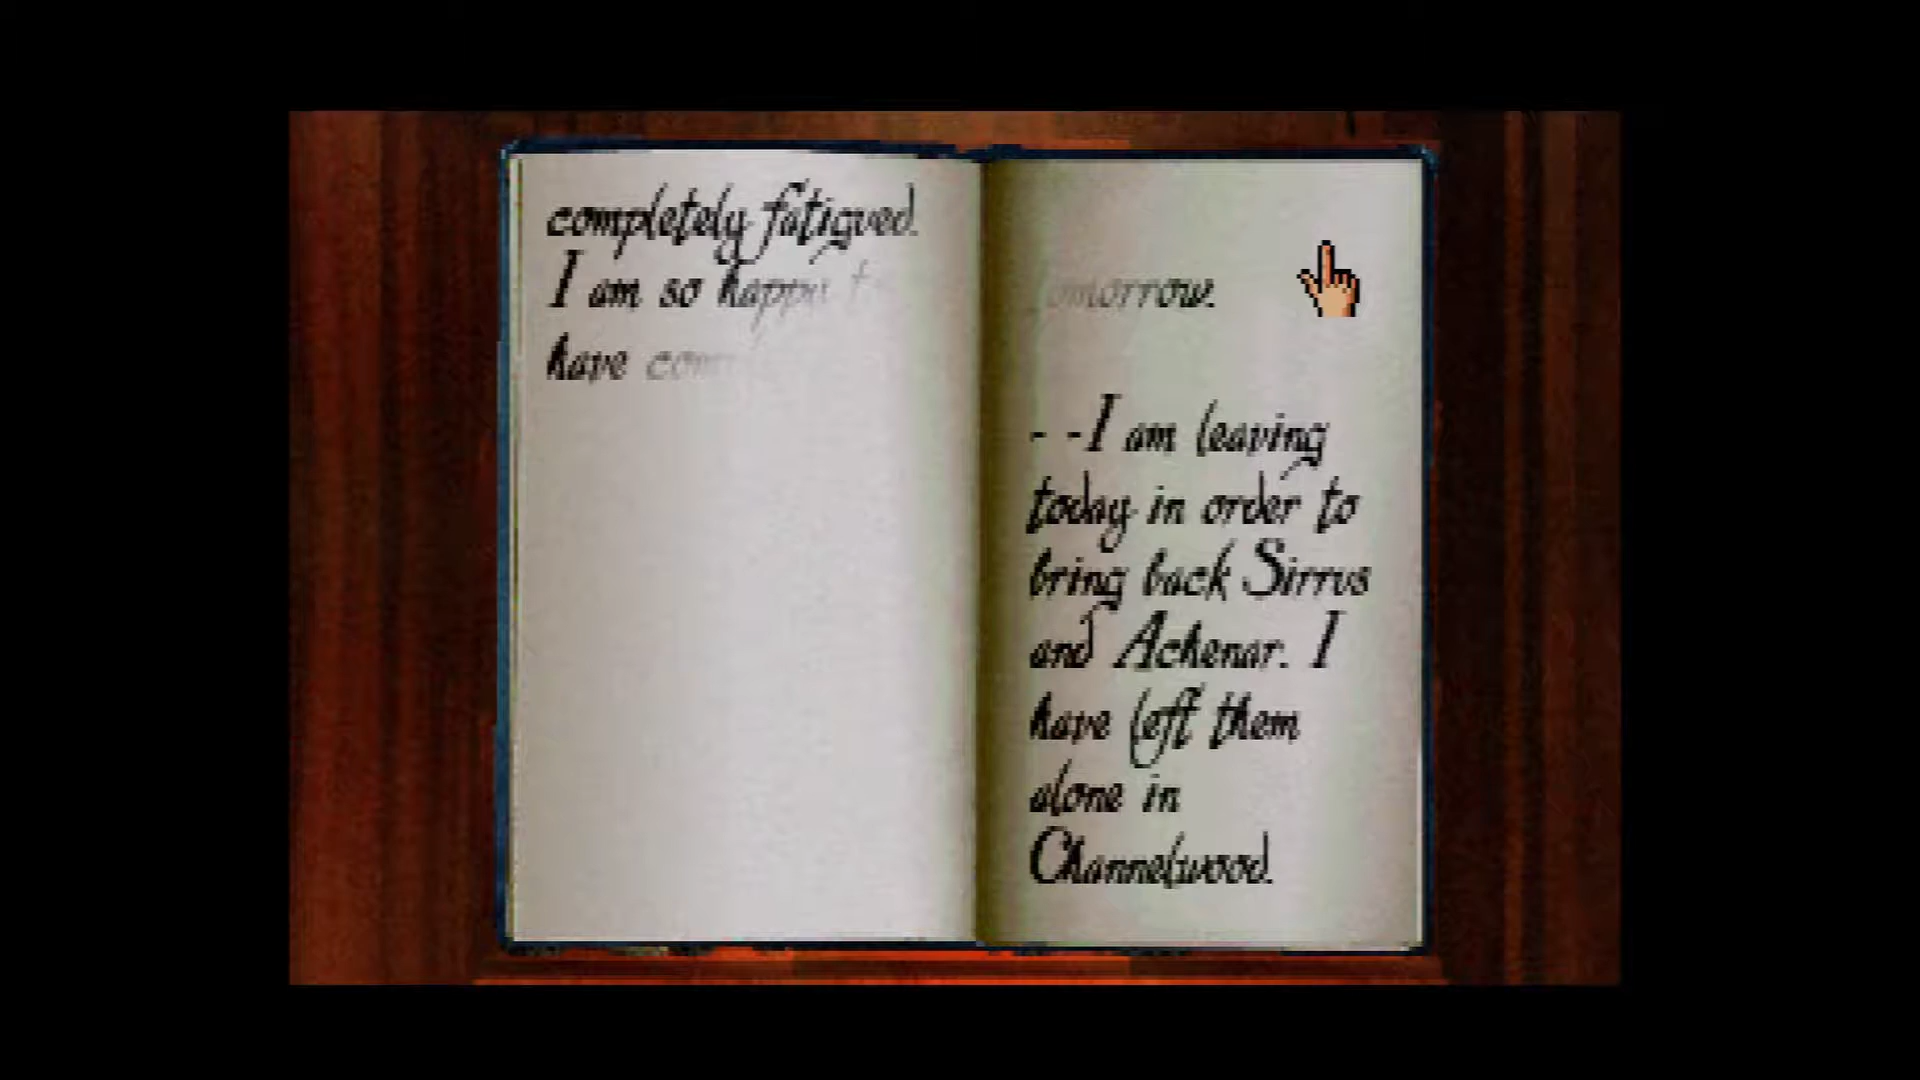 completely fatigued.
I am so happy
have
tomorrow.
- -I am leaving
today in order to
bring back Sirrus
and Achenar. I
have left them
alone in
Channelwood.